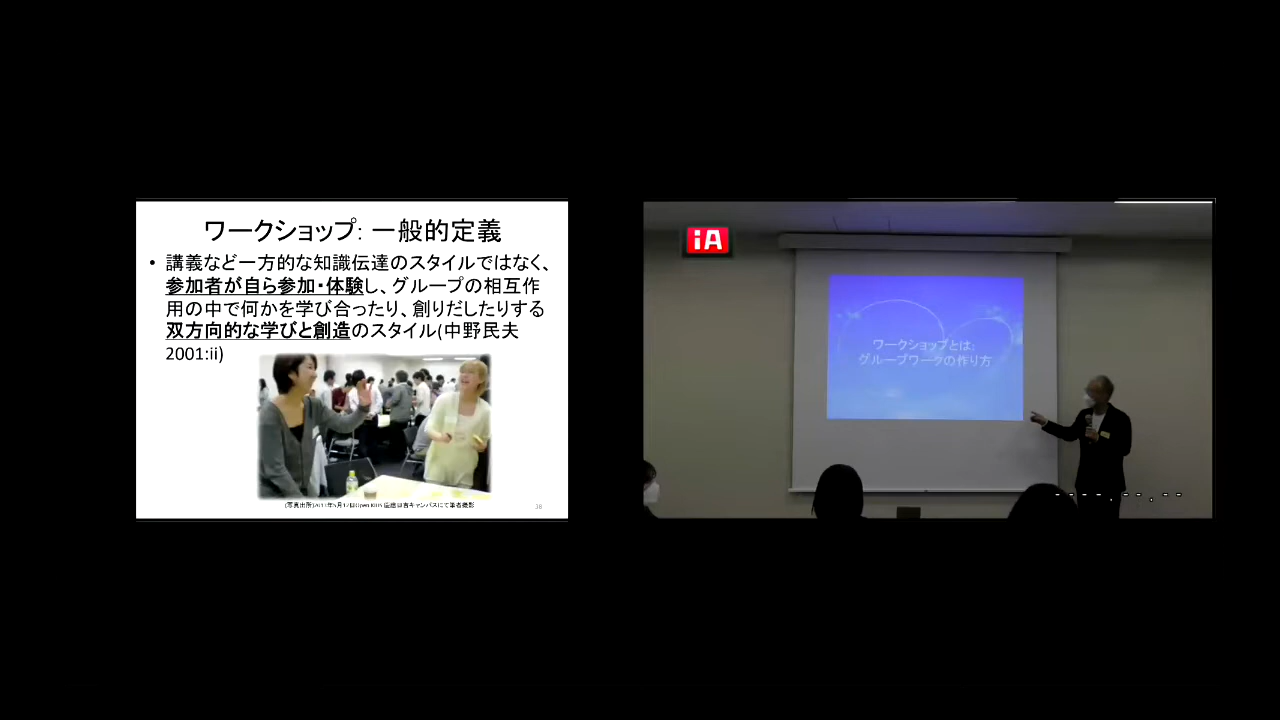 ワークショップ: 一般的定義
• 講義など一方的な知識伝達のスタイルではなく、
参加者が自ら参加・体験し、グループの相互作
用の中で何かを学び合ったり、創りだしたりする
双方向的な学びと創造のスタイル(中野民夫
2001:ii)
38
iA
ワークショップとは:
グループワークの作り方